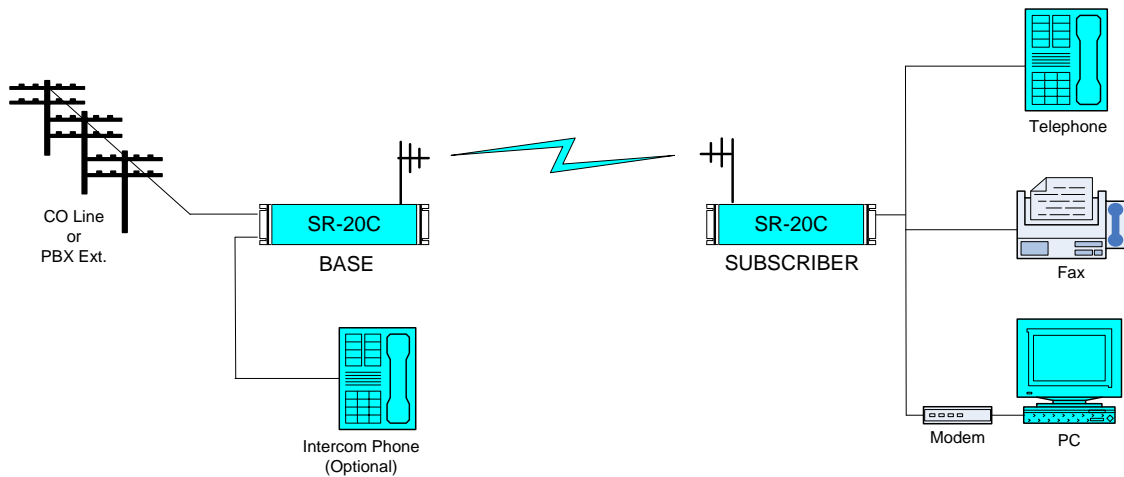 CO Line
or
PBX Ext.
SR-20C
BASE
Intercom Phone
(Optional)
SR-20C
SUBSCRIBER
Telephone
Fax
Modem
PC